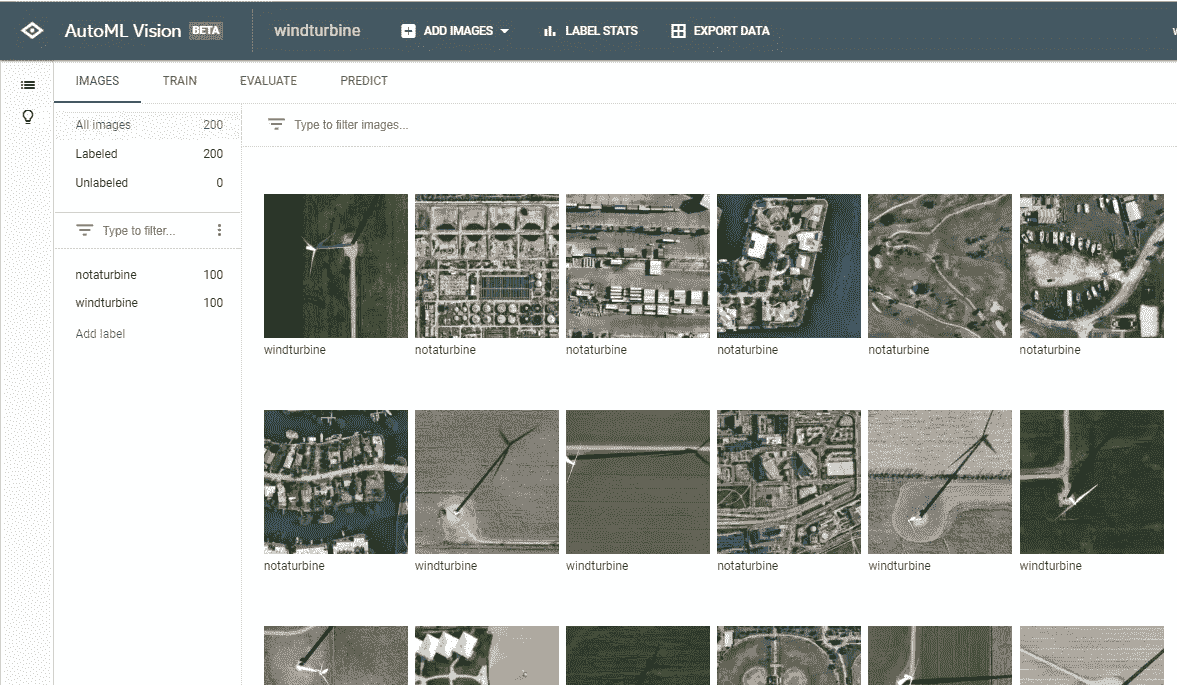 AutoML Vision BETA windturbine ADD IMAGES LABEL STATS EXPORT DATA
IMAGES TRAIN EVALUATE PREDICT
All images 200
Labeled 200
Unlabeled 0
Type to filter...
notaturbine 100
windturbine 100
Add label
Type to filter images...
windturbine notaturbine notaturbine notaturbine notaturbine notaturbine
notaturbine windturbine windturbine notaturbine windturbine windturbine